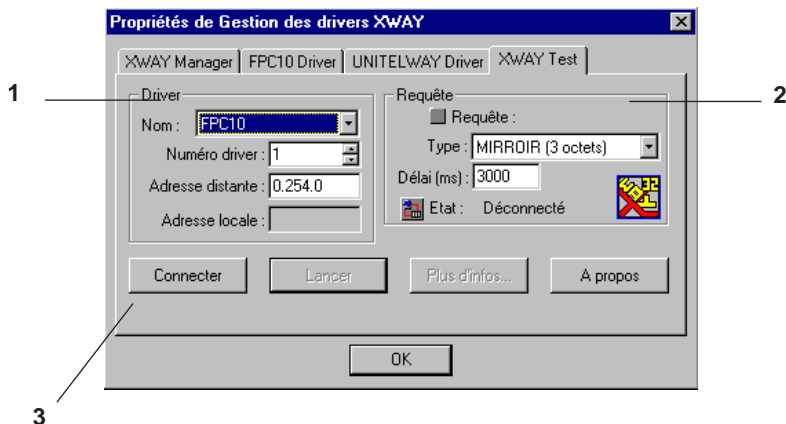 Propriétés de Gestion des drivers XWAY
XWAY Manager FPC10 Driver UNITELWAY Driver XWAY Test
1
Driver
Nom : FPC10
Numéro driver : 1
Adresse distante : 0.254.0
Adresse locale :
Requête
2
Requête :
Type : MIRROIR (3 octets)
Délai (ms) : 3000
Etat : Déconnecté
Connecter Lancer Plus d'infos... A propos
OK
3